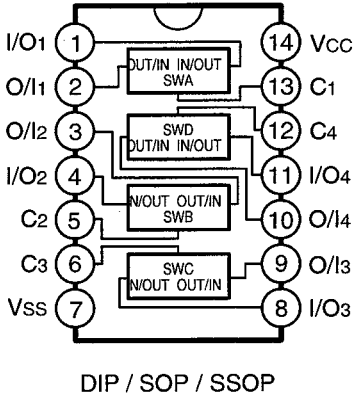 I/O1 1 14 VCC
O/I1 2 OUT/IN IN/OUT 13 C1
SWA
O/I2 3 SWD 12 C4
OUT/IN IN/OUT
I/O2 4 11 I/O4
N/OUT OUT/IN
C2 5 SWB 10 O/I4
C3 6 SWC 9 O/I3
N/OUT OUT/IN
VSS 7 8 I/O3
DIP / SOP / SSOP